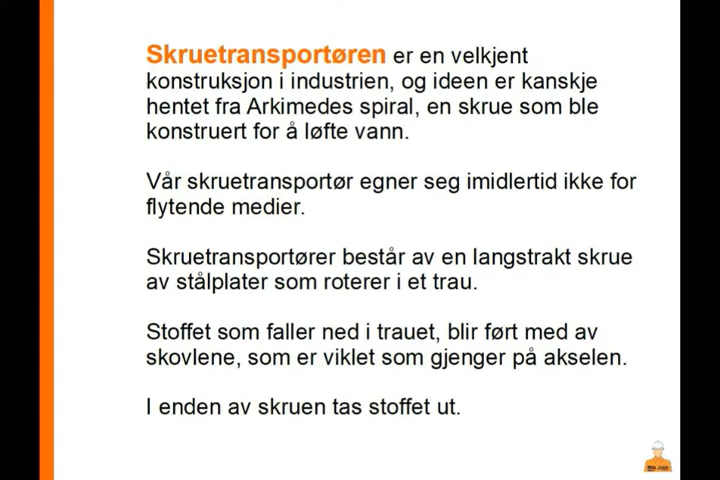 Skruetransportøren er en velkjent
konstruksjon i industrien, og ideen er kanskje
hentet fra Arkimedes spiral, en skrue som ble
konstruert for å løfte vann.
Vår skruetransportør egner seg imidlertid ikke for
flytende medier.
Skruetransportører består av en langstrakt skrue
av stålplater som roterer i et trau.
Stoffet som faller ned i trauet, blir ført med av
skovlene, som er viklet som gjenger på akselen.
I enden av skruen tas stoffet ut.